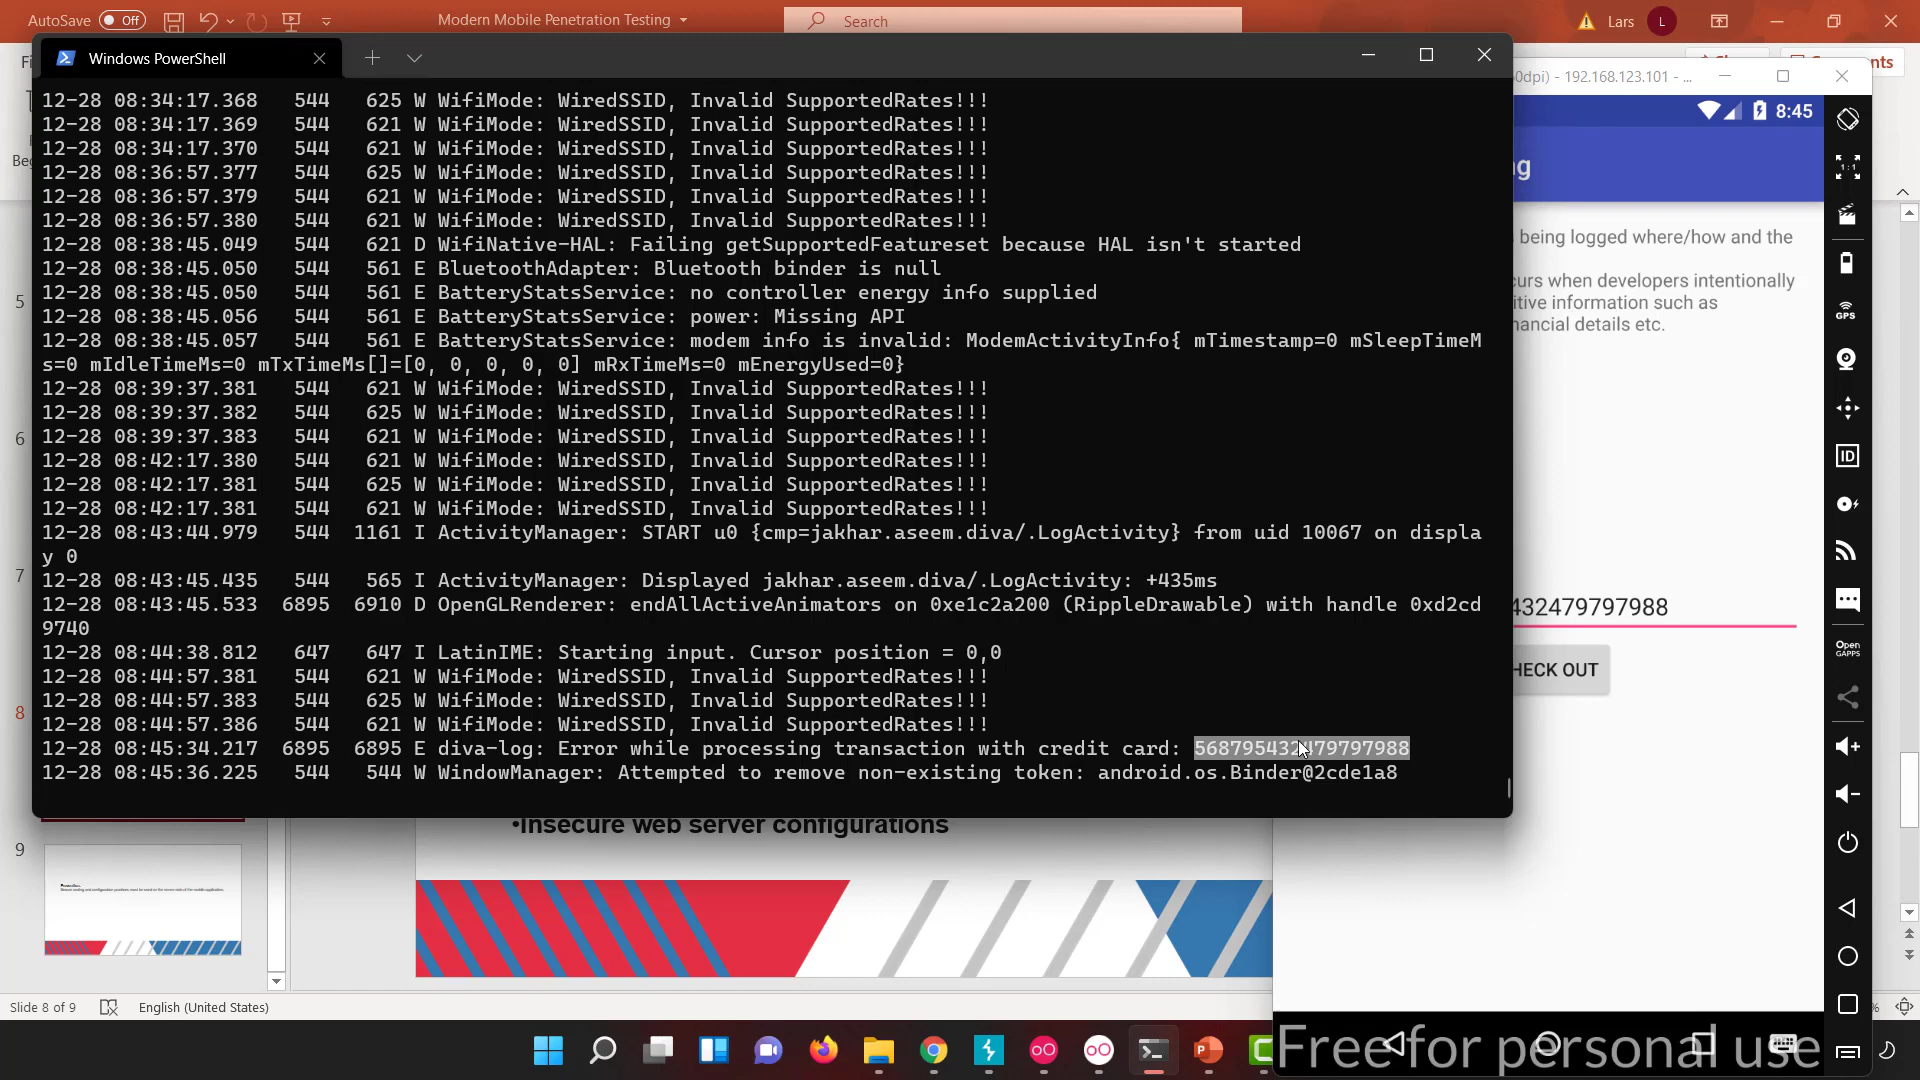 AutoSave Off
Modern Mobile Penetration Testing
Search
Lars L
Windows PowerShell
12-28 08:34:17.368 544 625 W WifiMode: WiredSSID, Invalid SupportedRates!!!
12-28 08:34:17.369 544 621 W WifiMode: WiredSSID, Invalid SupportedRates!!!
12-28 08:34:17.370 544 621 W WifiMode: WiredSSID, Invalid SupportedRates!!!
12-28 08:36:57.377 544 625 W WifiMode: WiredSSID, Invalid SupportedRates!!!
12-28 08:36:57.379 544 621 W WifiMode: WiredSSID, Invalid SupportedRates!!!
12-28 08:36:57.380 544 621 W WifiMode: WiredSSID, Invalid SupportedRates!!!
12-28 08:38:45.049 544 621 D WifiNative-HAL: Failing getSupportedFeatureset because HAL isn't started
12-28 08:38:45.050 544 561 E BluetoothAdapter: Bluetooth binder is null
12-28 08:38:45.050 544 561 E BatteryStatsService: no controller energy info supplied
12-28 08:38:45.056 544 561 E BatteryStatsService: power: Missing API
12-28 08:38:45.057 544 561 E BatteryStatsService: modem info is invalid: ModemActivityInfo{ mTimestamp=0 mSleepTimeM
s=0 mIdleTimeMs=0 mTxTimeMs[]=[0, 0, 0, 0, 0] mRxTimeMs=0 mEnergyUsed=0}
12-28 08:39:37.381 544 621 W WifiMode: WiredSSID, Invalid SupportedRates!!!
12-28 08:39:37.382 544 625 W WifiMode: WiredSSID, Invalid SupportedRates!!!
12-28 08:39:37.383 544 621 W WifiMode: WiredSSID, Invalid SupportedRates!!!
12-28 08:42:17.380 544 621 W WifiMode: WiredSSID, Invalid SupportedRates!!!
12-28 08:42:17.381 544 625 W WifiMode: WiredSSID, Invalid SupportedRates!!!
12-28 08:42:17.381 544 621 W WifiMode: WiredSSID, Invalid SupportedRates!!!
12-28 08:43:44.979 544 1161 I ActivityManager: START u0 {cmp=jakhar.aseem.diva/.LogActivity} from uid 10067 on displa
y 0
12-28 08:43:45.435 544 565 I ActivityManager: Displayed jakhar.aseem.diva/.LogActivity: +435ms
12-28 08:43:45.533 6895 6910 D OpenGLRenderer: endAllActiveAnimators on 0xe1c2a200 (RippleDrawable) with handle 0xd2cd
9740
12-28 08:44:38.812 647 647 I LatinIME: Starting input. Cursor position = 0,0
12-28 08:44:57.381 544 621 W WifiMode: WiredSSID, Invalid SupportedRates!!!
12-28 08:44:57.383 544 625 W WifiMode: WiredSSID, Invalid SupportedRates!!!
12-28 08:44:57.386 544 621 W WifiMode: WiredSSID, Invalid SupportedRates!!!
12-28 08:45:34.217 6895 6895 E diva-log: Error while processing transaction with credit card: 5687954324 79797988
12-28 08:45:36.225 544 544 W WindowManager: Attempted to remove non-existing token: android.os.Binder@2cde1a8
0dpi) - 192.168.123.101 - ...
8:45
ng
being logged where/how and the
curs when developers intentionally
itive information such as
nancial details etc.
432479797988
HECK OUT
1:1
GPS
ID
Open
GAPPS
5
6
7
8
9
•Insecure web server configurations
Slide 8 of 9
English (United States)
Free for personal use